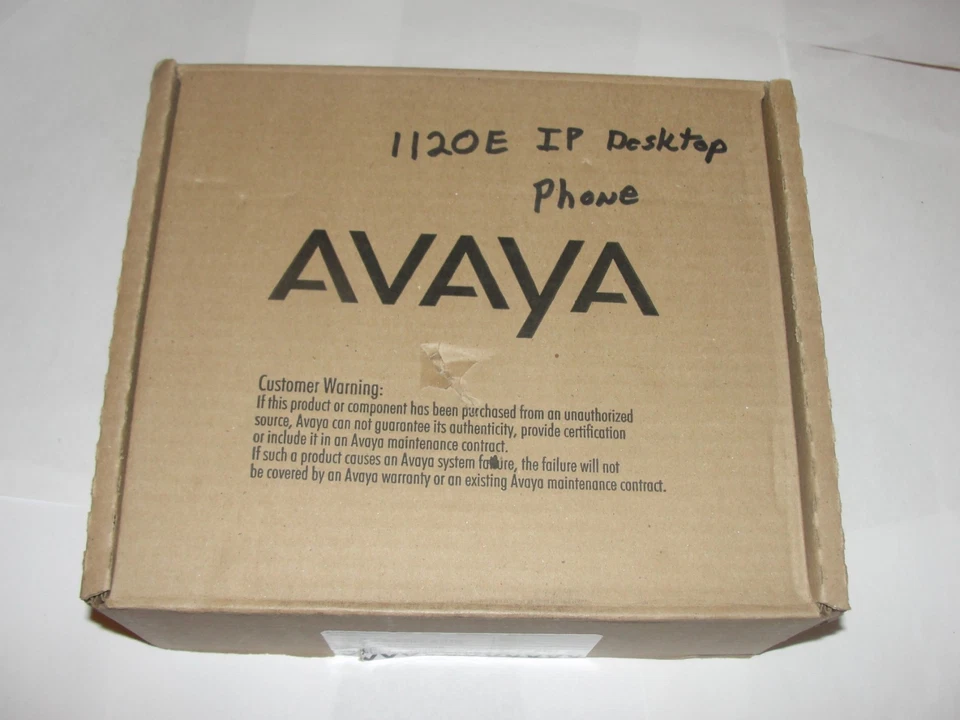 1120E IP Desktop
Phone
AVAYA
Customer Warning:
If this product or component has been purchased from an unauthorized
source, Avaya can not guarantee its authenticity, provide certification
or include it in an Avaya maintenance contract.
If such a product causes an Avaya system failure, the failure will not
be covered by an Avaya warranty or an existing Avaya maintenance contract.